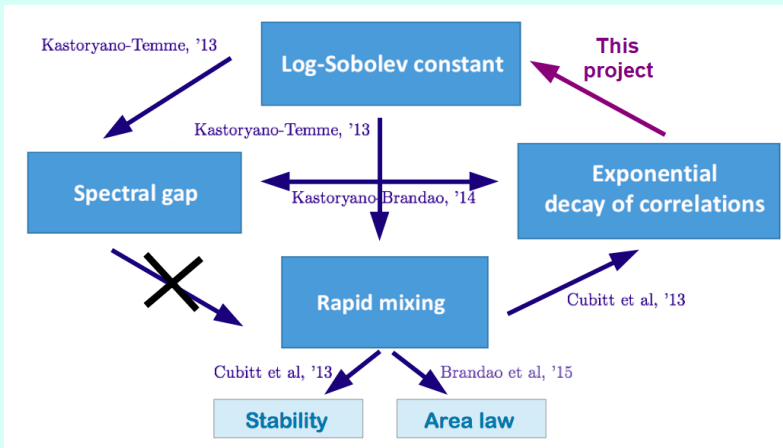 Kastoryano-Temme, '13
Log-Sobolev constant
This
project
Kastoryano-Temme, '13
Spectral gap
Kastoryano-Brandao, '14
Exponential
decay of correlations
Rapid mixing
Cubitt et al, '13
Cubitt et al, '13
Brandao et al, '15
Stability
Area law